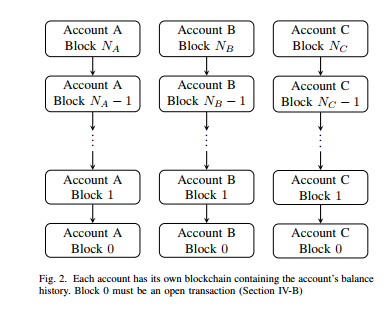 Account A
Block N_A
Account B
Block N_B
Account C
Block N_C
Account A
Block N_A − 1
Account B
Block N_B − 1
Account C
Block N_C − 1
Account A
Block 1
Account B
Block 1
Account C
Block 1
Account A
Block 0
Account B
Block 0
Account C
Block 0
Fig. 2. Each account has its own blockchain containing the account's balance
history. Block 0 must be an open transaction (Section IV-B)